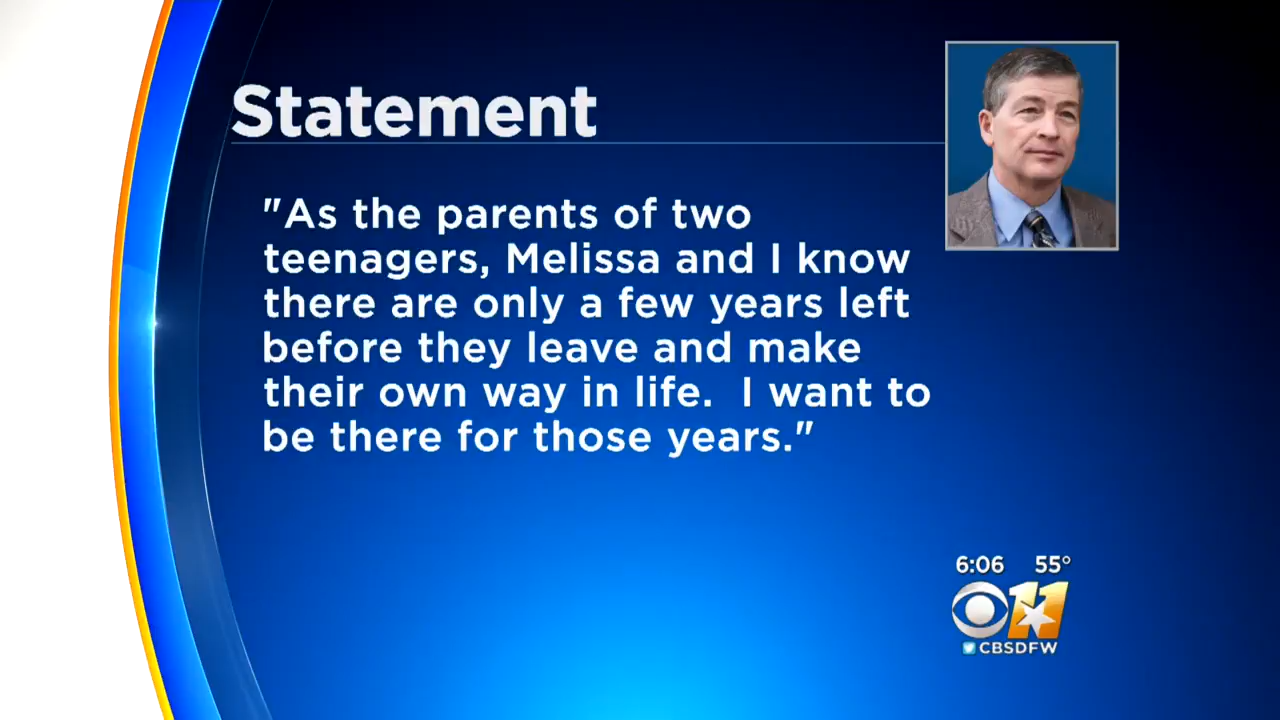 Statement
"As the parents of two
teenagers, Melissa and I know
there are only a few years left
before they leave and make
their own way in life.  I want to
be there for those years."
6:06 55°
11
CBSDFW